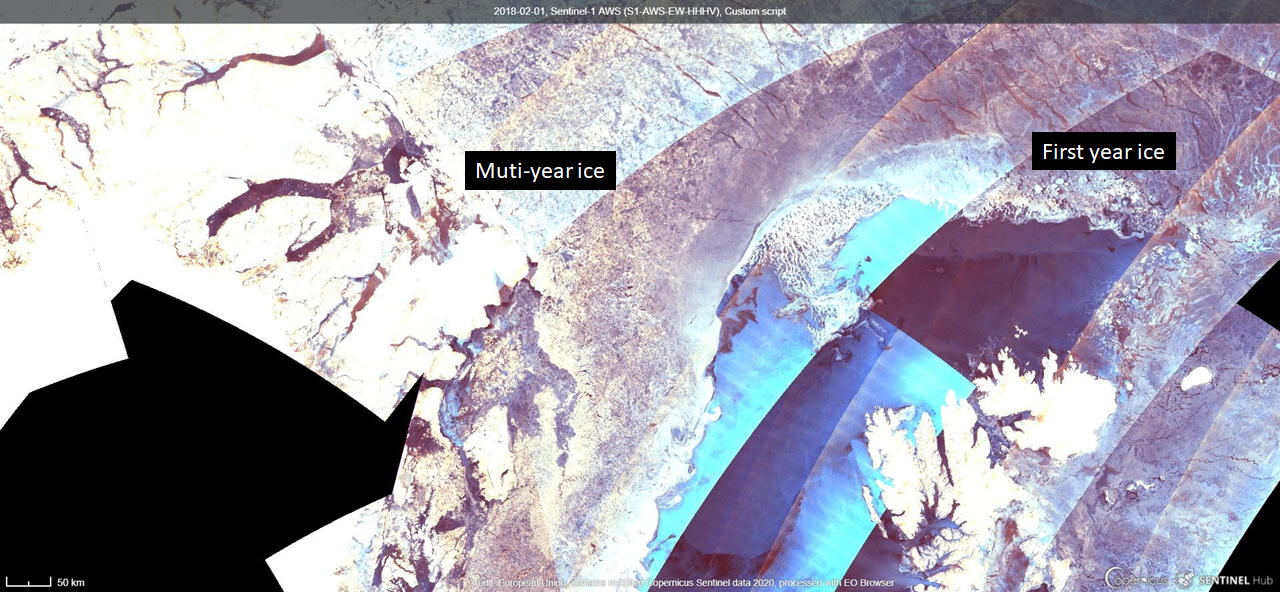 2018-02-01, Sentinel-1 AWS (S1-AWS-EW-HHHV), Custom script
Muti-year ice
First year ice
50 km
Credit: European Union, contains modified Copernicus Sentinel data 2020, processed with EO Browser
Copernicus
SENTINEL Hub